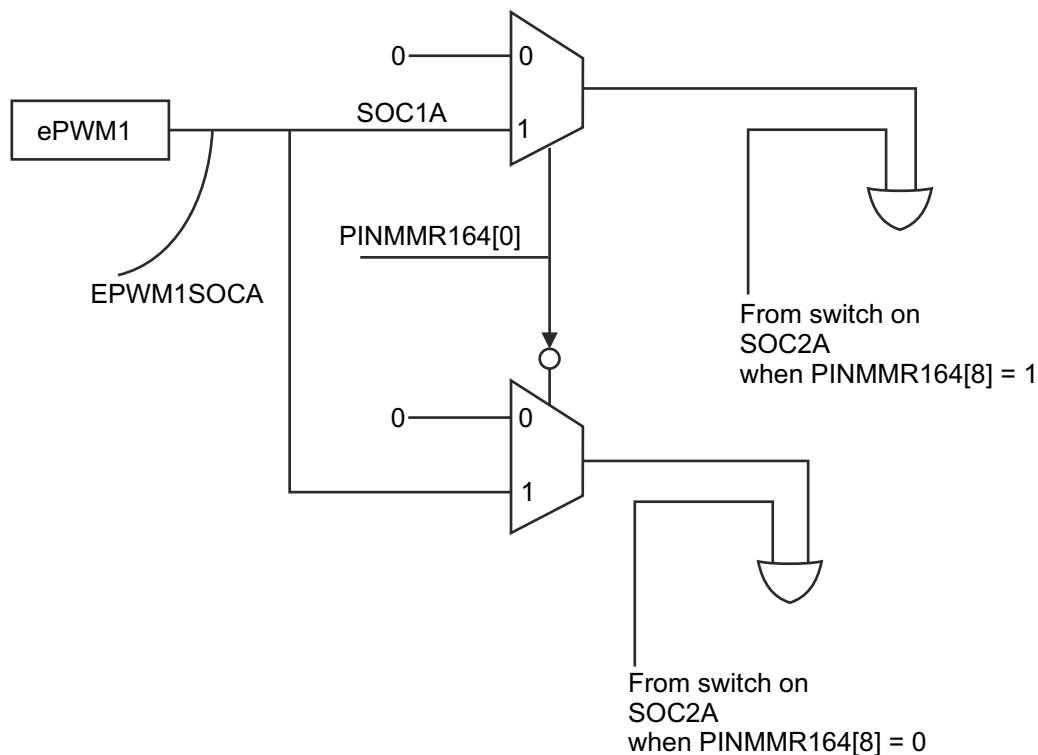 0
0
ePWM1
SOC1A
1
PINMMR164[0]
EPWM1SOCA
From switch on
SOC2A
when PINMMR164[8] = 1
0
0
1
From switch on
SOC2A
when PINMMR164[8] = 0